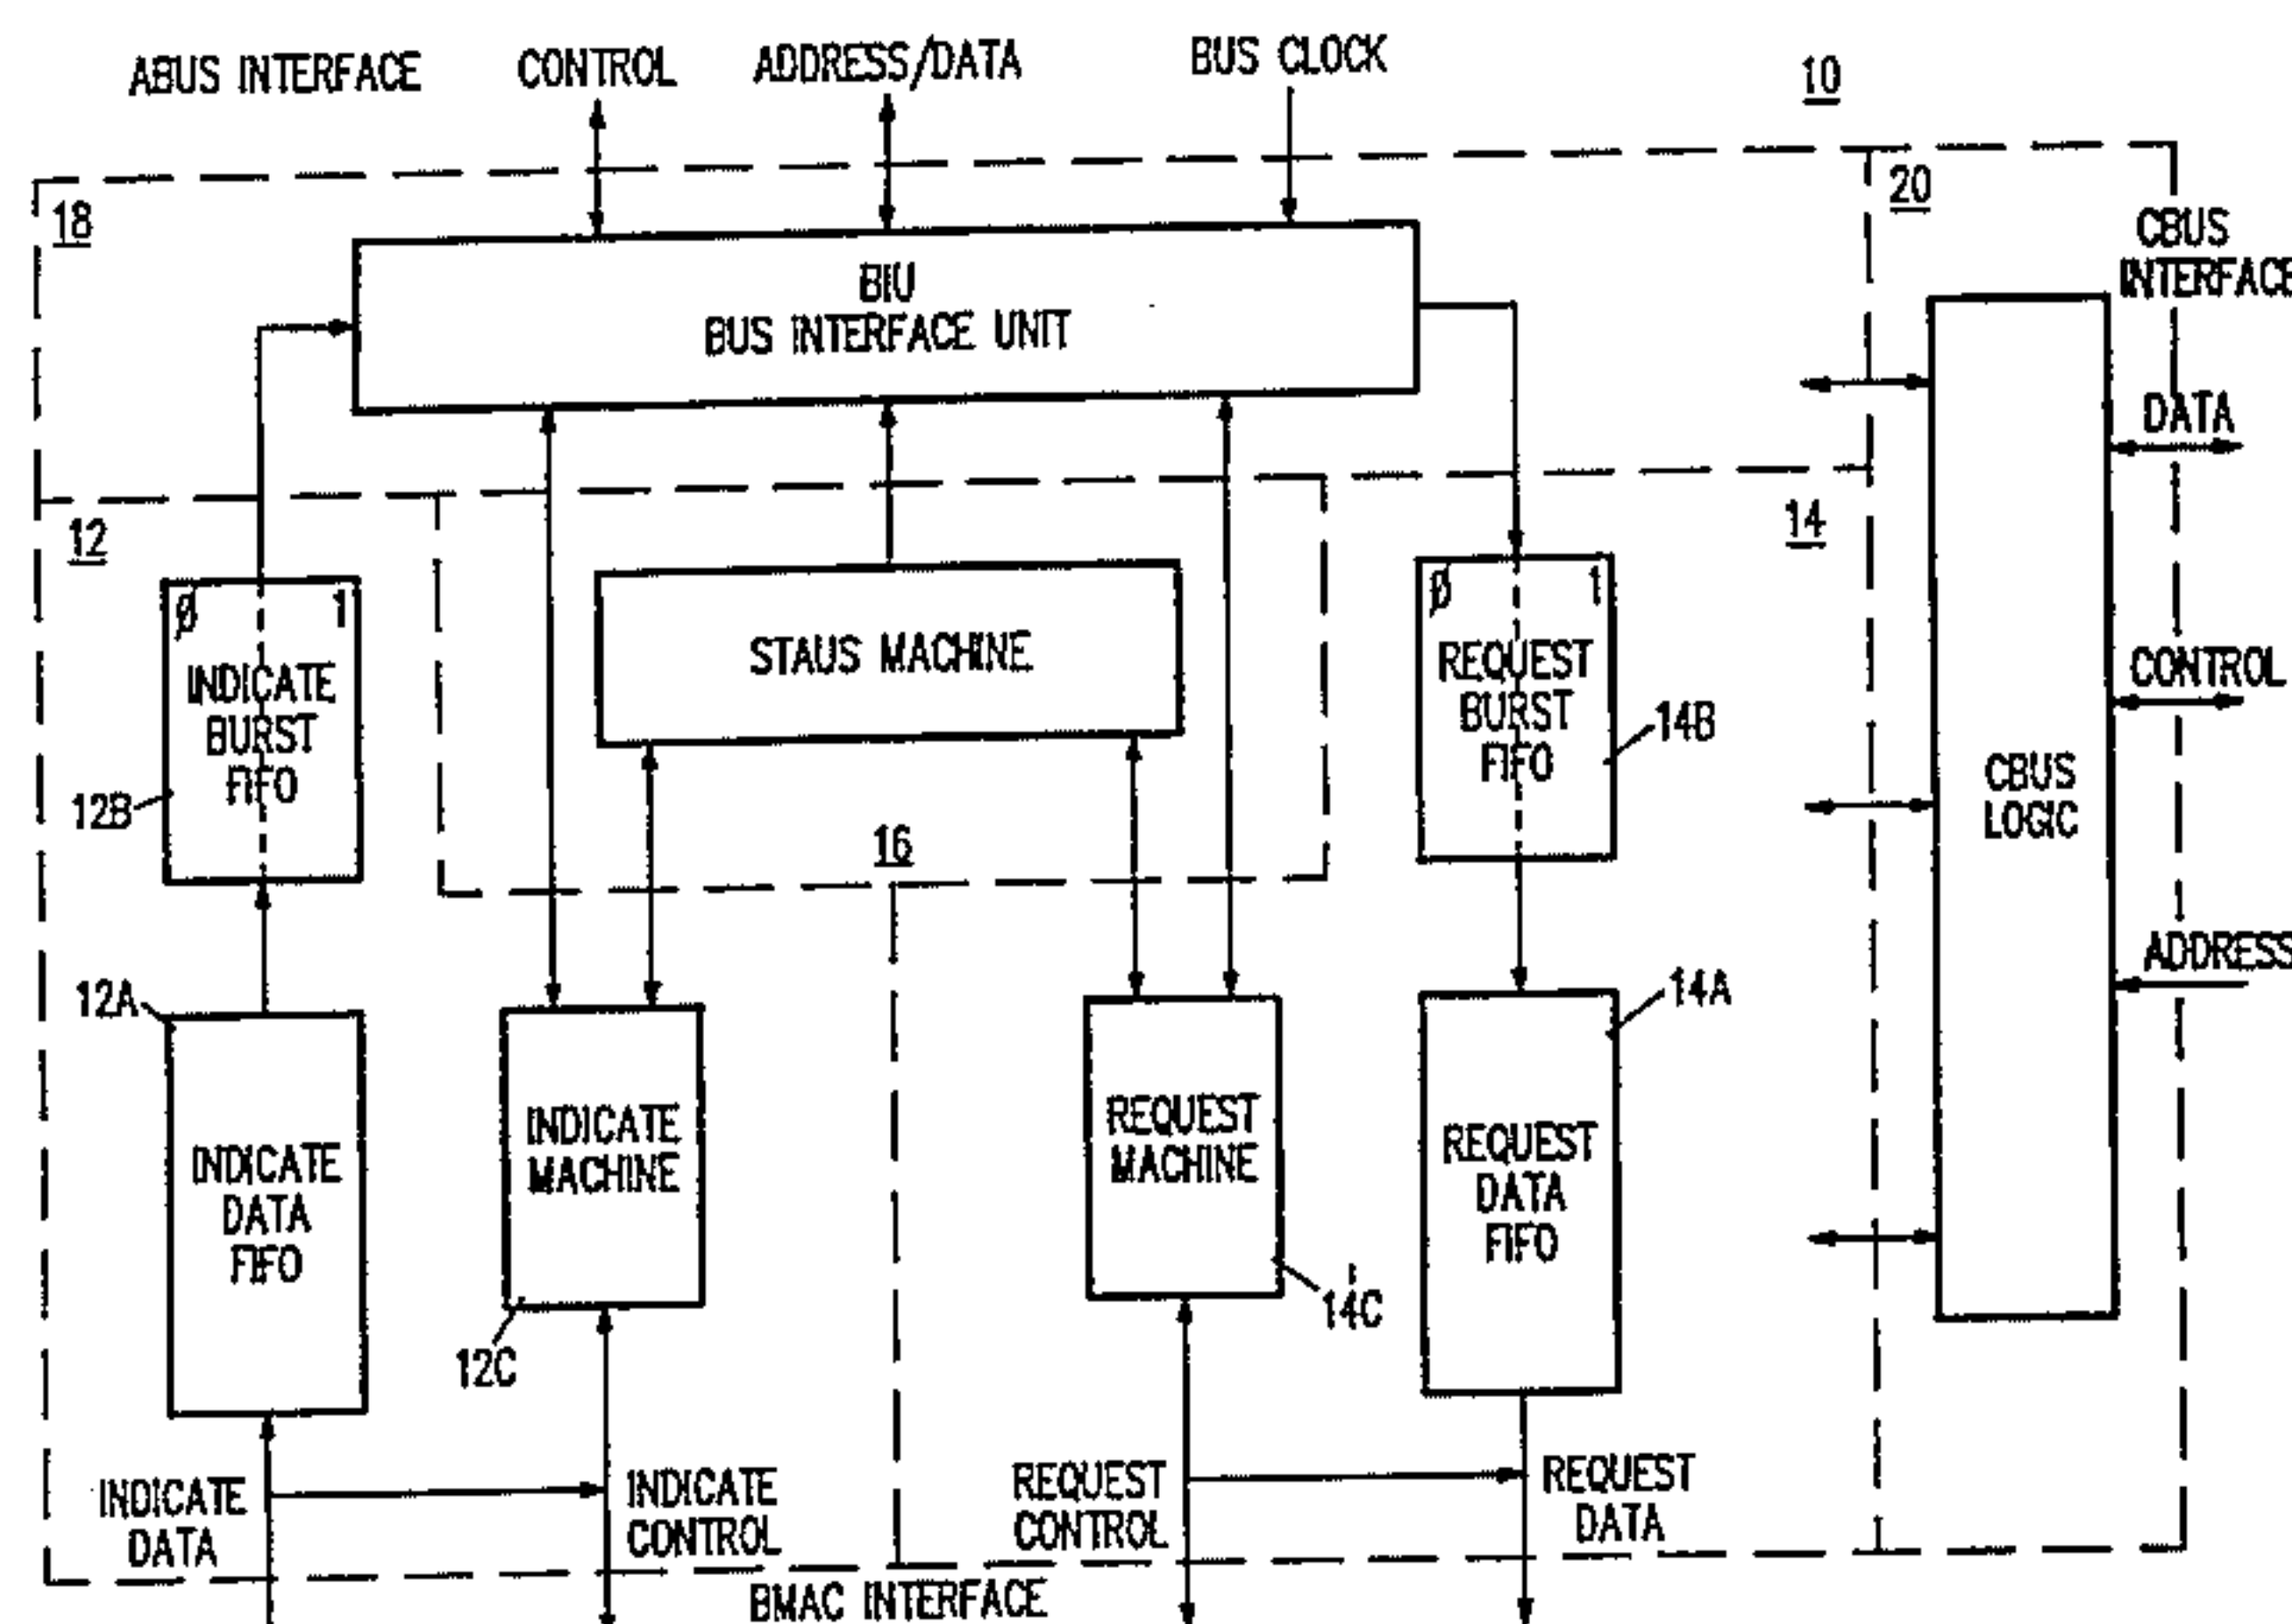 ABUS INTERFACE
CONTROL
ADDRESS/DATA
BUS CLOCK
10
18
20
CBUS
INTERFACE
BIU
BUS INTERFACE UNIT
DATA
12
14
Ø 1
INDICATE
BURST
FIFO
12B
STAUS MACHINE
Ø 1
REQUEST
BURST
FIFO
14B
CONTROL
CBUS
LOGIC
16
ADDRESS
12A
INDICATE
DATA
FIFO
INDICATE
MACHINE
12C
REQUEST
MACHINE
14C
14A
REQUEST
DATA
FIFO
INDICATE
DATA
INDICATE
CONTROL
REQUEST
CONTROL
REQUEST
DATA
BMAC INTERFACE